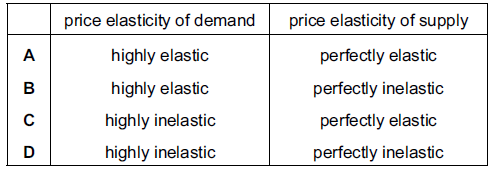 price elasticity of demand price elasticity of supply
A highly elastic perfectly elastic
B highly elastic perfectly inelastic
C highly inelastic perfectly elastic
D highly inelastic perfectly inelastic